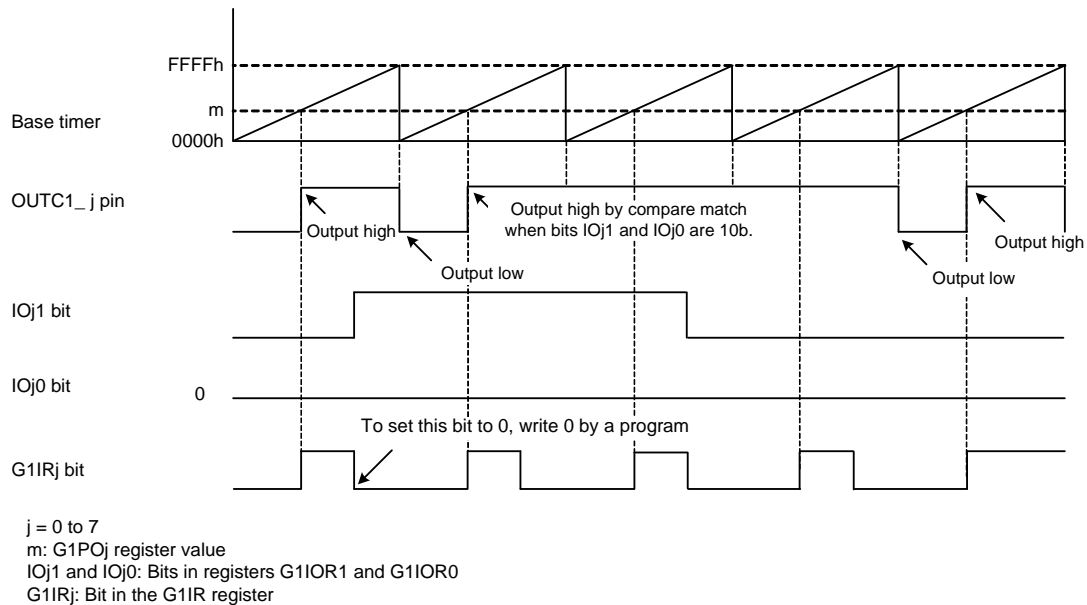 FFFFh
m
Base timer
0000h
OUTC1_ j pin
Output high
Output low
Output high by compare match
when bits IOj1 and IOj0 are 10b.
Output low
Output high
IOj1 bit
IOj0 bit
0
To set this bit to 0, write 0 by a program
G1IRj bit
j = 0 to 7
m: G1POj register value
IOj1 and IOj0: Bits in registers G1IOR1 and G1IOR0
G1IRj: Bit in the G1IR register